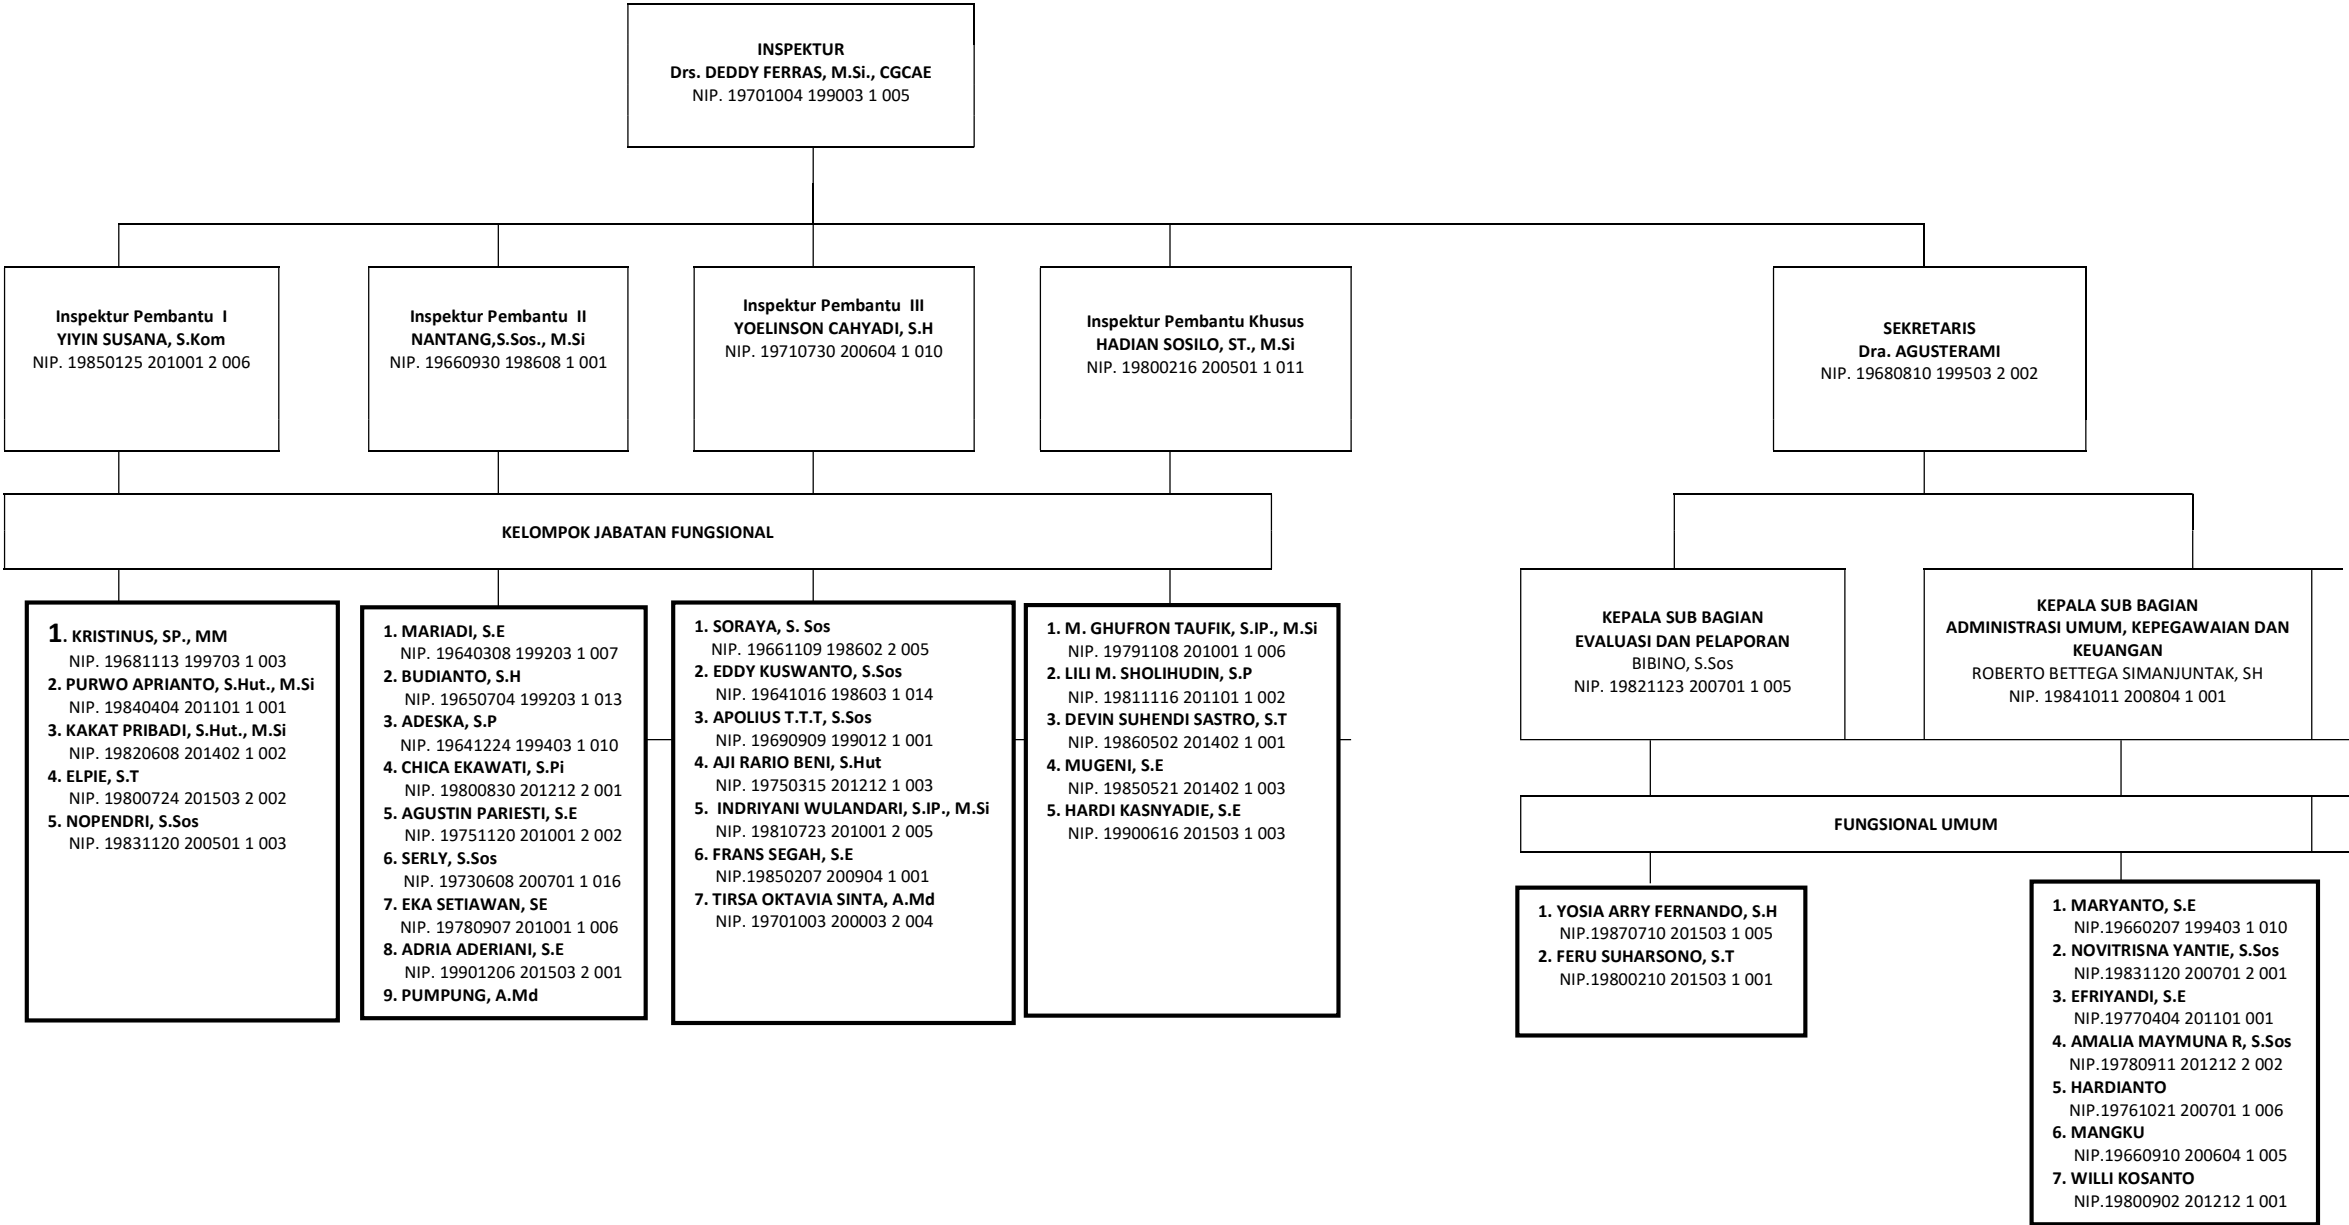 INSPEKTUR
Drs. DEDDY FERRAS, M.Si., CGCAE
NIP. 19701004 199003 1 005
Inspektur Pembantu I
YIYIN SUSANA, S.Kom
NIP. 19850125 201001 2 006
Inspektur Pembantu II
NANTANG,S.Sos., M.Si
NIP. 19660930 198608 1 001
Inspektur Pembantu III
YOELINSON CAHYADI, S.H
NIP. 19710730 200604 1 010
Inspektur Pembantu Khusus
HADIAN SOSILO, ST., M.Si
NIP. 19800216 200501 1 011
SEKRETARIS
Dra. AGUSTERAMI
NIP. 19680810 199503 2 002
KELOMPOK JABATAN FUNGSIONAL
KEPALA SUB BAGIAN
EVALUASI DAN PELAPORAN
BIBINO, S.Sos
NIP. 19821123 200701 1 005
KEPALA SUB BAGIAN
ADMINISTRASI UMUM, KEPEGAWAIAN DAN
KEUANGAN
ROBERTO BETTEGA SIMANJUNTAK, SH
NIP. 19841011 200804 1 001
1. KRISTINUS, SP., MM
NIP. 19681113 199703 1 003
2. PURWO APRIANTO, S.Hut., M.Si
NIP. 19840404 201101 1 001
3. KAKAT PRIBADI, S.Hut., M.Si
NIP. 19820608 201402 1 002
4. ELPIE, S.T
NIP. 19800724 201503 2 002
5. NOPENDRI, S.Sos
NIP. 19831120 200501 1 003
1. MARIADI, S.E
NIP. 19640308 199203 1 007
2. BUDIANTO, S.H
NIP. 19650704 199203 1 013
3. ADESKA, S.P
NIP. 19641224 199403 1 010
4. CHICA EKAWATI, S.Pi
NIP. 19800830 201212 2 001
5. AGUSTIN PARIESTI, S.E
NIP. 19751120 201001 2 002
6. SERLY, S.Sos
NIP. 19730608 200701 1 016
7. EKA SETIAWAN, SE
NIP. 19780907 201001 1 006
8. ADRIA ADERIANI, S.E
NIP. 19901206 201503 2 001
9. PUMPUNG, A.Md
1. SORAYA, S. Sos
NIP. 19661109 198602 2 005
2. EDDY KUSWANTO, S.Sos
NIP. 19641016 198603 1 014
3. APOLIUS T.T.T, S.Sos
NIP. 19690909 199012 1 001
4. AJI RARIO BENI, S.Hut
NIP. 19750315 201212 1 003
5. INDRIYANI WULANDARI, S.IP., M.Si
NIP. 19810723 201001 2 005
6. FRANS SEGAH, S.E
NIP.19850207 200904 1 001
7. TIRSA OKTAVIA SINTA, A.Md
NIP. 19701003 200003 2 004
1. M. GHUFRON TAUFIK, S.IP., M.Si
NIP. 19791108 201001 1 006
2. LILI M. SHOLIHUDIN, S.P
NIP. 19811116 201101 1 002
3. DEVIN SUHENDI SASTRO, S.T
NIP. 19860502 201402 1 001
4. MUGENI, S.E
NIP. 19850521 201402 1 003
5. HARDI KASNYADIE, S.E
NIP. 19900616 201503 1 003
FUNGSIONAL UMUM
1. YOSIA ARRY FERNANDO, S.H
NIP.19870710 201503 1 005
2. FERU SUHARSONO, S.T
NIP.19800210 201503 1 001
1. MARYANTO, S.E
NIP.19660207 199403 1 010
2. NOVITRISNA YANTIE, S.Sos
NIP.19831120 200701 2 001
3. EFRIYANDI, S.E
NIP.19770404 201101 001
4. AMALIA MAYMUNA R, S.Sos
NIP.19780911 201212 2 002
5. HARDIANTO
NIP.19761021 200701 1 006
6. MANGKU
NIP.19660910 200604 1 005
7. WILLI KOSANTO
NIP.19800902 201212 1 001